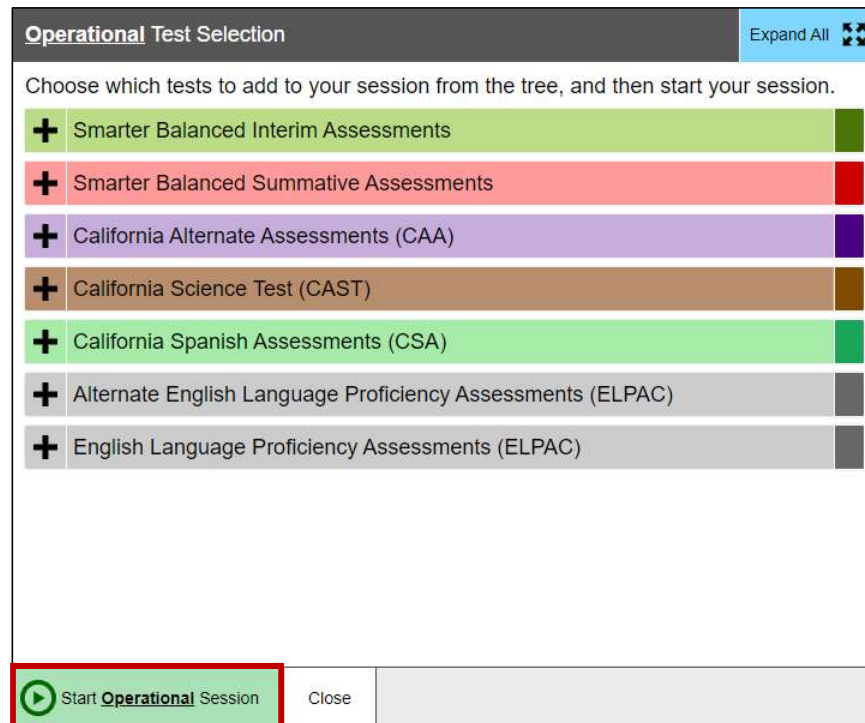 Operational Test Selection
Expand All
Choose which tests to add to your session from the tree, and then start your session.
Smarter Balanced Interim Assessments
Smarter Balanced Summative Assessments
California Alternate Assessments (CAA)
California Science Test (CAST)
California Spanish Assessments (CSA)
Alternate English Language Proficiency Assessments (ELPAC)
English Language Proficiency Assessments (ELPAC)
Start Operational Session
Close